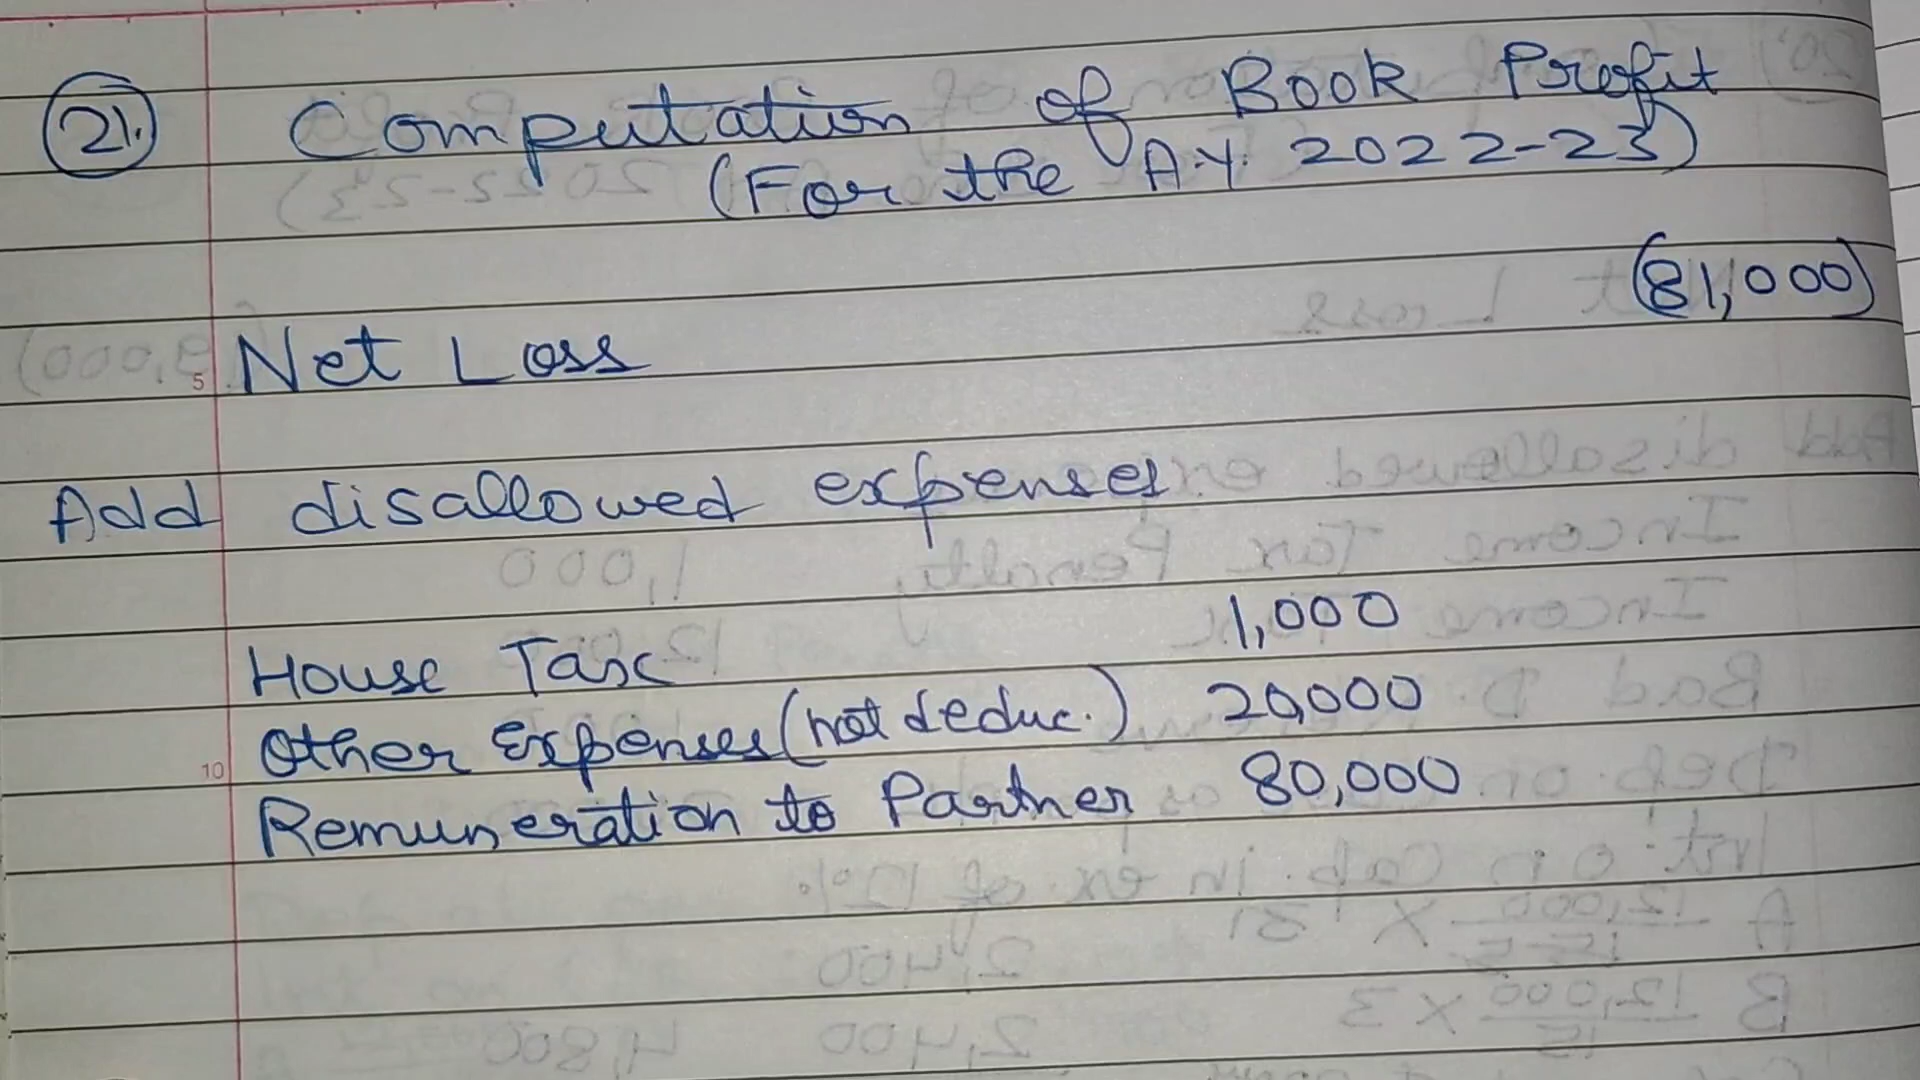 21. Computation of Book Profit
(For the A.Y. 2022-23)
Net Loss (81,000)
Add disallowed expenses
House Tax 1,000
Other Expenses (not deduc.) 20,000
Remuneration to Partner 80,000